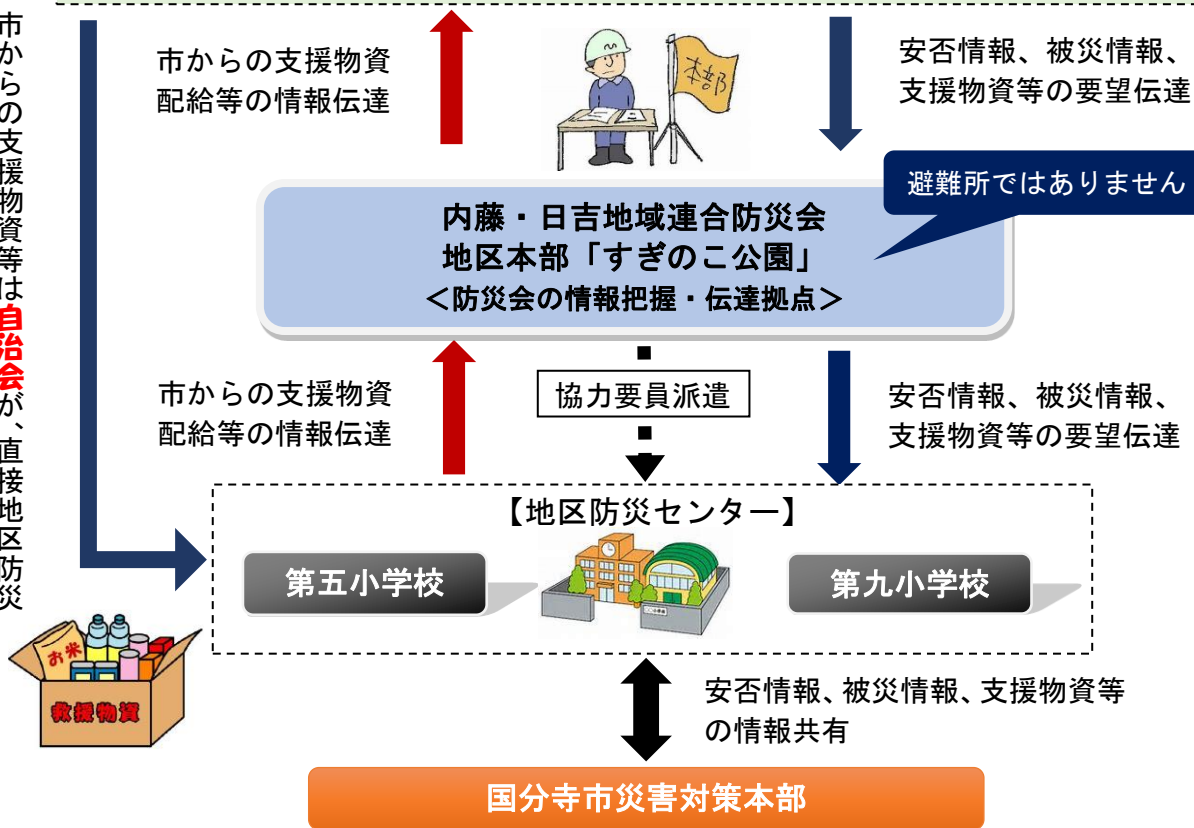 市からの支援物資等は自治会が、直接地区防災
市からの支援物資
配給等の情報伝達
本部
安否情報、被災情報、
支援物資等の要望伝達
避難所ではありません
内藤・日吉地域連合防災会
地区本部「すぎのこ公園」
＜防災会の情報把握・伝達拠点＞
市からの支援物資
配給等の情報伝達
協力要員派遣
安否情報、被災情報、
支援物資等の要望伝達
【地区防災センター】
第五小学校
第九小学校
お米
救援物資
安否情報、被災情報、支援物資等
の情報共有
国分寺市災害対策本部